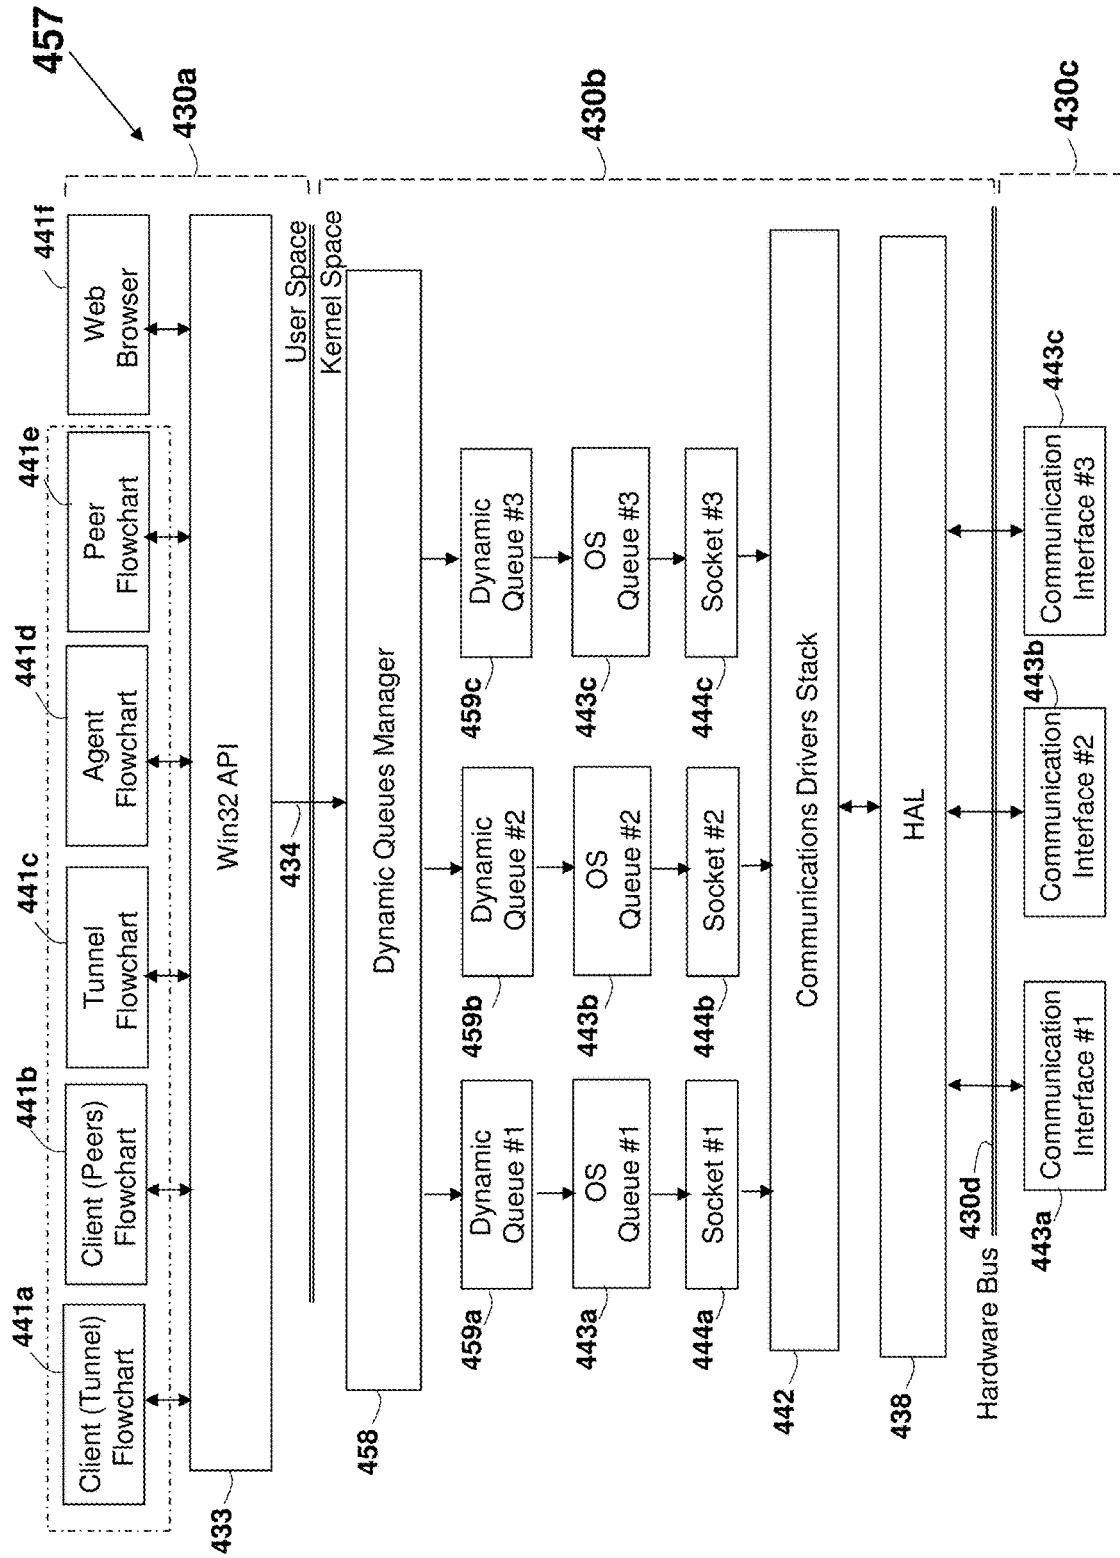 457
430a
430b
430c
441a
441b
441c
441d
441e
441f
Client (Tunnel)
Flowchart
Client (Peers)
Flowchart
Tunnel
Flowchart
Agent
Flowchart
Peer
Flowchart
Web
Browser
433
Win32 API
434
User Space
Kernel Space
458
Dynamic Queues Manager
459a
Dynamic
Queue #1
459b
Dynamic
Queue #2
459c
Dynamic
Queue #3
443a
OS
Queue #1
443b
OS
Queue #2
443c
OS
Queue #3
444a
Socket #1
444b
Socket #2
444c
Socket #3
442
Communications Drivers Stack
438
HAL
Hardware Bus
430d
443a
Communication
Interface #1
443b
Communication
Interface #2
443c
Communication
Interface #3